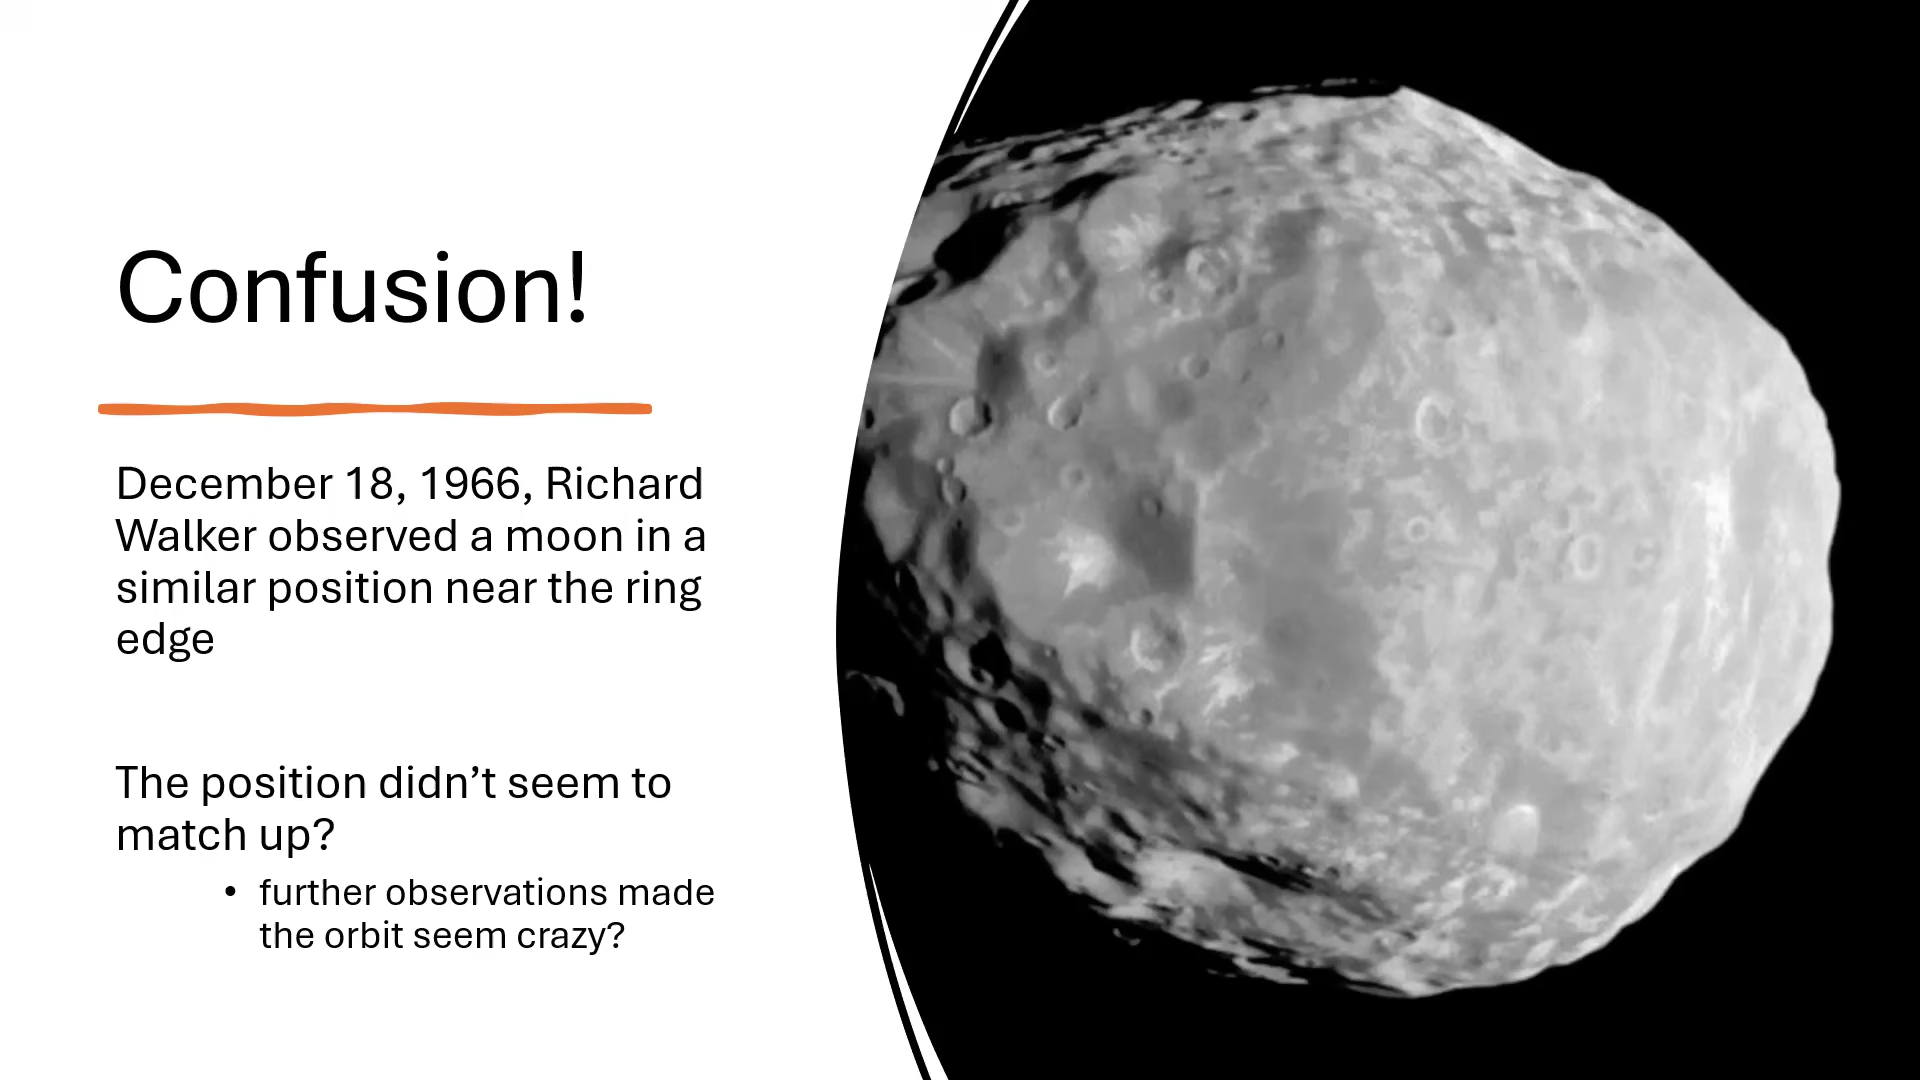 Confusion!
December 18, 1966, Richard
Walker observed a moon in a
similar position near the ring
edge
The position didn’t seem to
match up?
• further observations made
the orbit seem crazy?